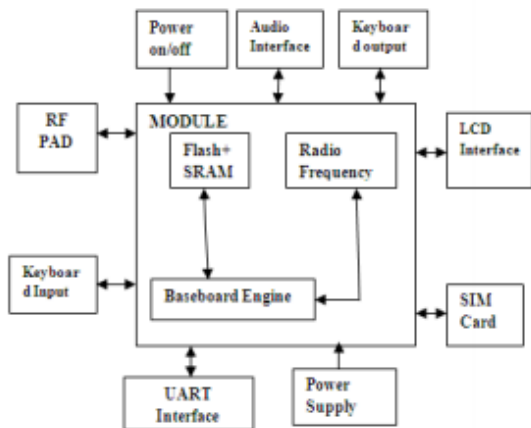 Power
on/off
Audio
Interface
Keyboar
d output
RF
PAD
MODULE
Flash+
SRAM
Radio
Frequency
LCD
Interface
Keyboar
d Input
Baseboard Engine
SIM
Card
UART
Interface
Power
Supply